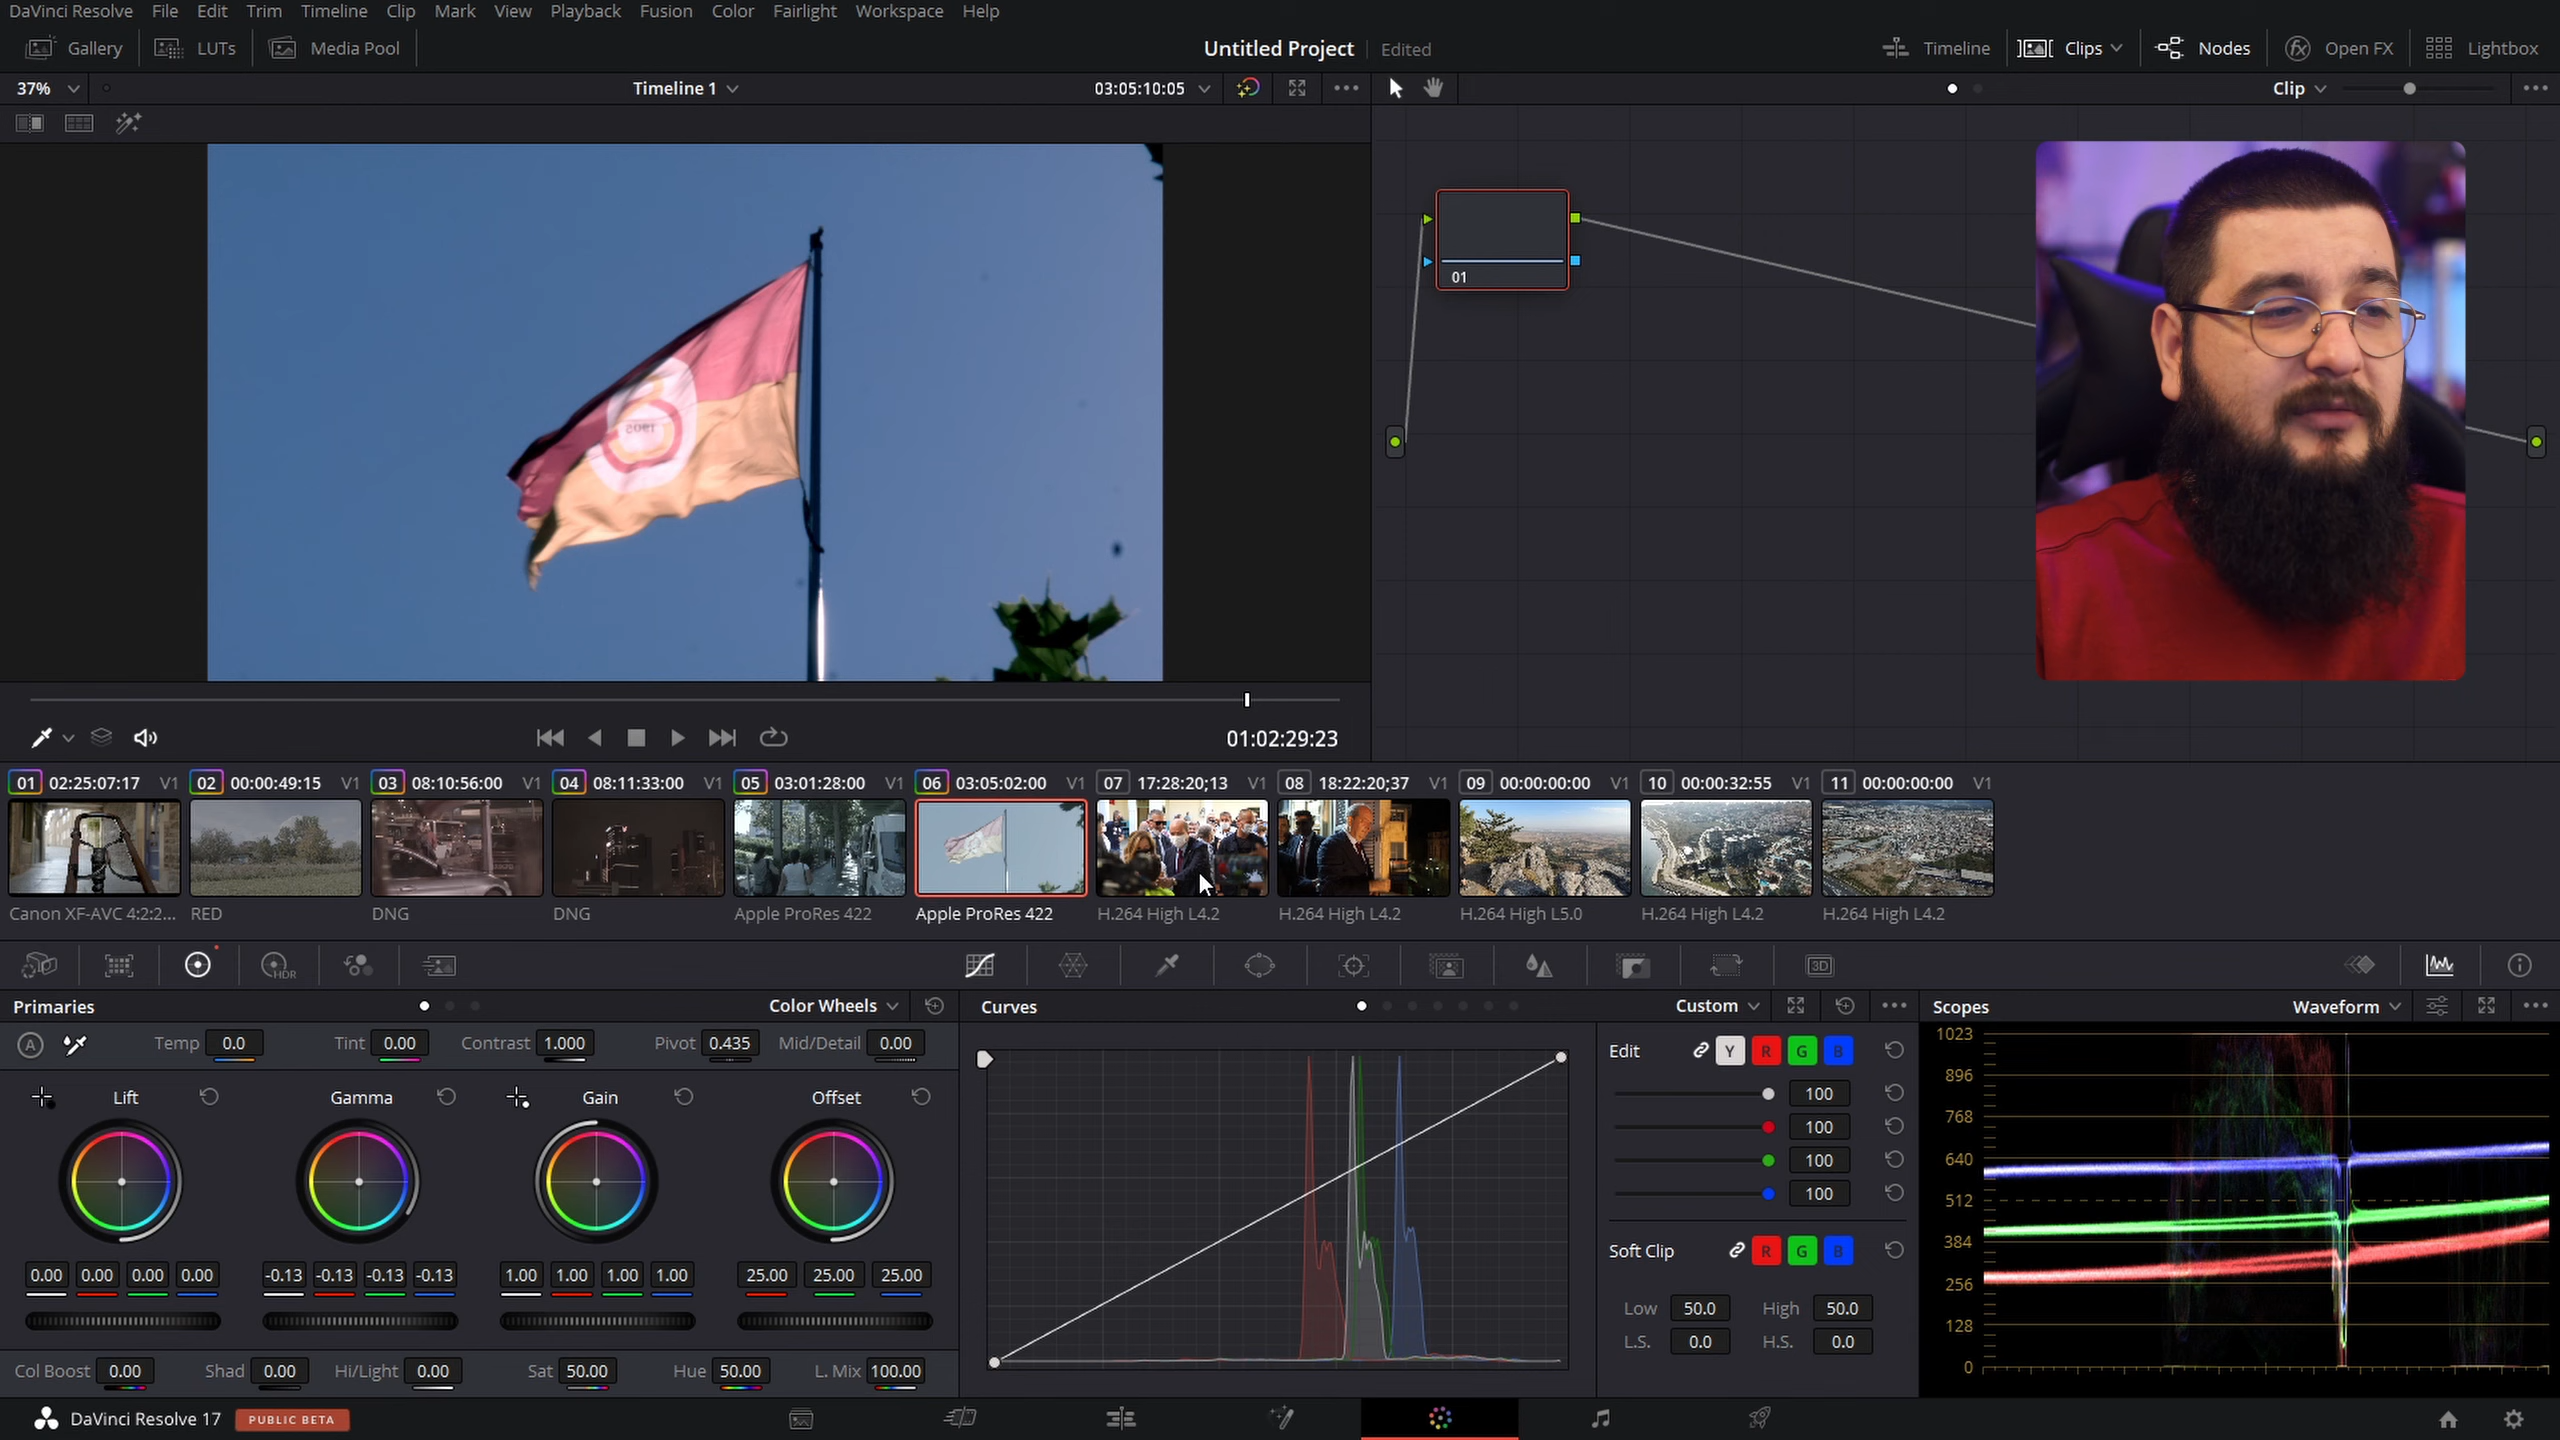 DaVinci Resolve File Edit Trim Timeline Clip Mark View Playback Fusion Color Fairlight Workspace Help
Gallery LUTs Media Pool Untitled Project Edited Timeline Clips Nodes Open FX Lightbox
37% Timeline 1 03:05:10:05 Clip
1905
01
01:02:29:23
01 02:25:07:17 V1 02 00:00:49:15 V1 03 08:10:56:00 V1 04 08:11:33:00 V1 05 03:01:28:00 V1 06 03:05:02:00 V1 07 17:28:20;13 V1 08 18:22:20;37 V1 09 00:00:00:00 V1 10 00:00:32:55 V1 11 00:00:00:00 V1
Canon XF-AVC 4:2:2... RED DNG DNG Apple ProRes 422 Apple ProRes 422 H.264 High L4.2 H.264 High L4.2 H.264 High L5.0 H.264 High L4.2 H.264 High L4.2
HDR 3D
Primaries Color Wheels Curves Custom Scopes Waveform
A Temp 0.0 Tint 0.00 Contrast 1.000 Pivot 0.435 Mid/Detail 0.00
Lift Gamma Gain Offset
0.00 0.00 0.00 0.00 -0.13 -0.13 -0.13 -0.13 1.00 1.00 1.00 1.00 25.00 25.00 25.00
Col Boost 0.00 Shad 0.00 Hi/Light 0.00 Sat 50.00 Hue 50.00 L. Mix 100.00
Edit Y R G B
100
100
100
100
Soft Clip R G B
Low 50.0 High 50.0
L.S. 0.0 H.S. 0.0
1023
896
768
640
512
384
256
128
0
DaVinci Resolve 17 PUBLIC BETA